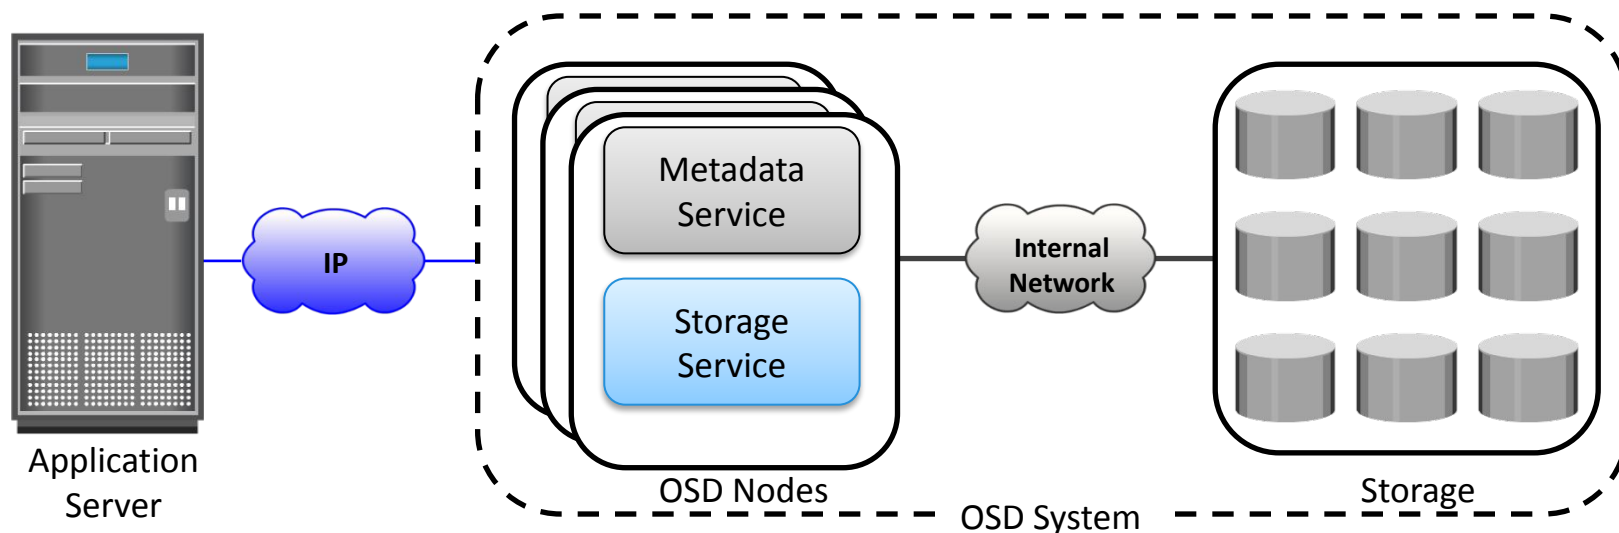 Metadata
Service
Storage
Service
IP
Internal
Network
Application
Server
OSD Nodes
Storage
OSD System